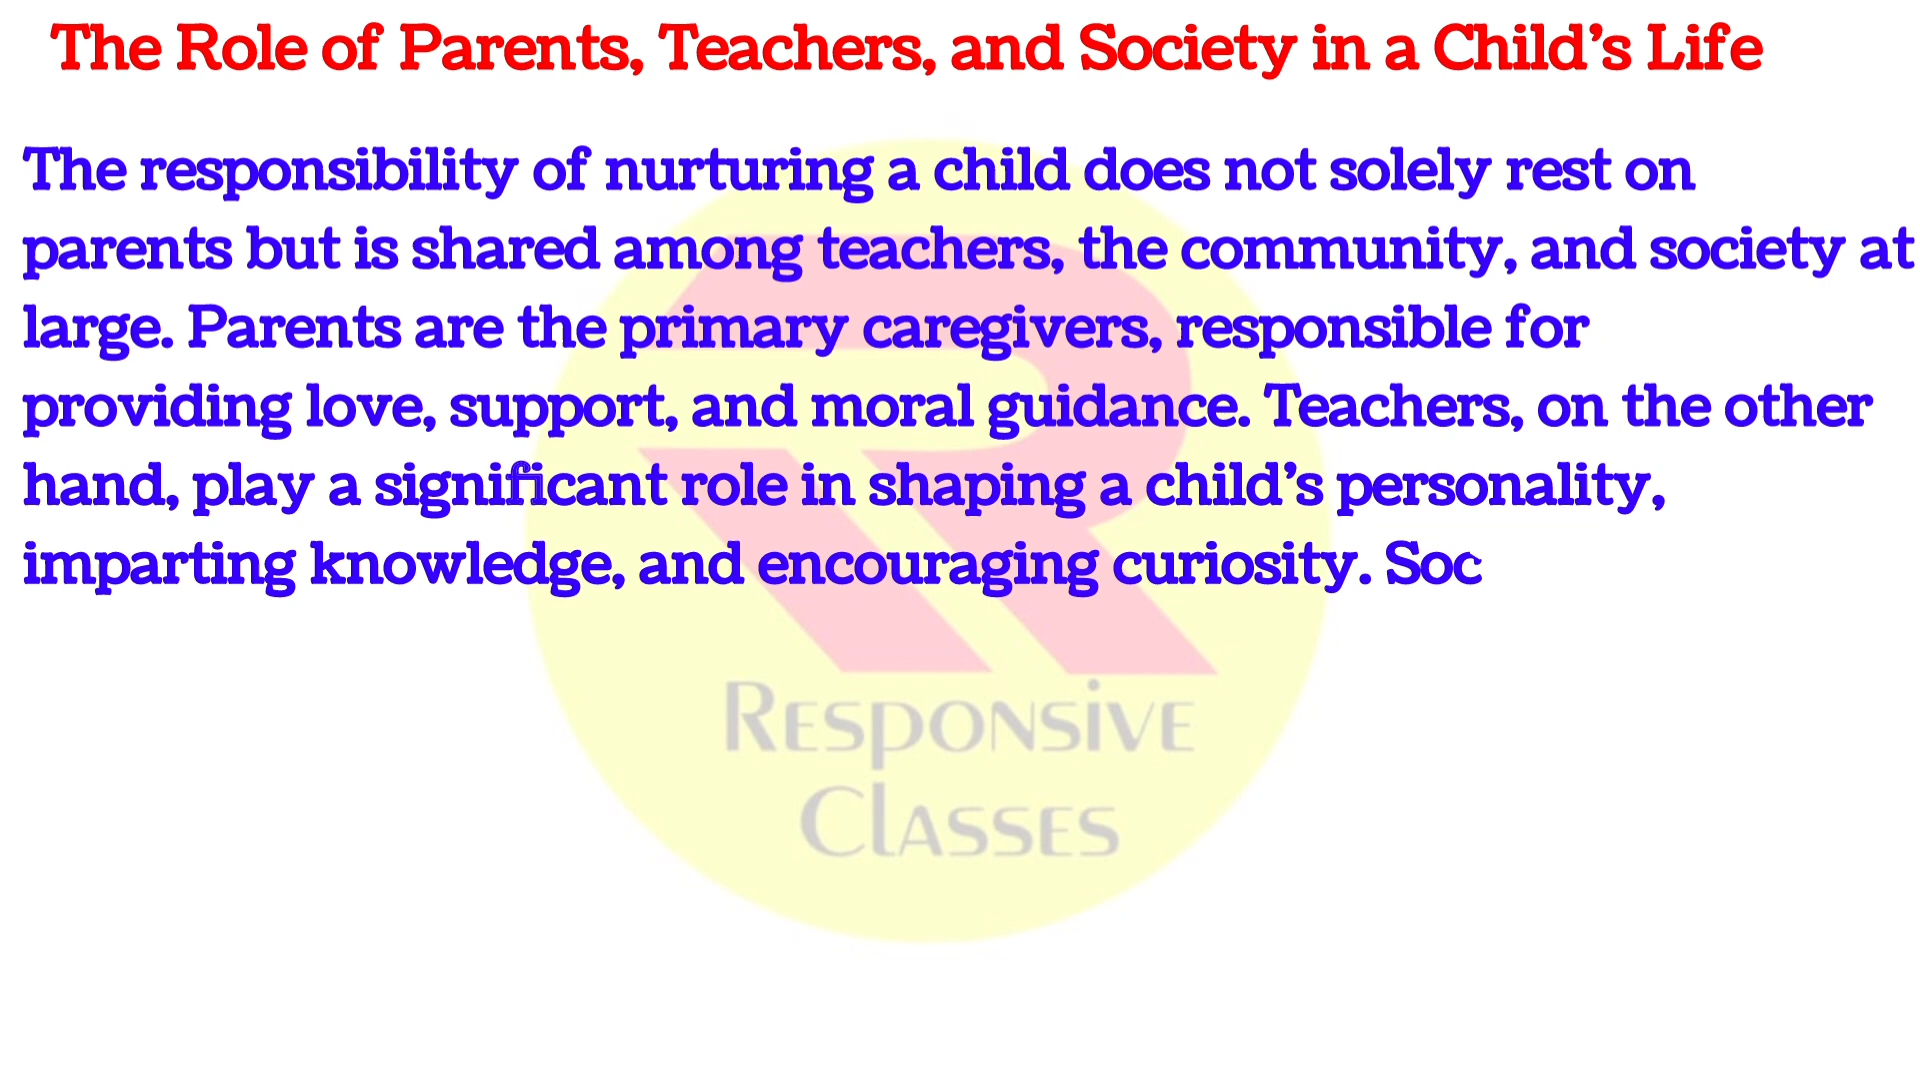 The Role of Parents, Teachers, and Society in a Child’s Life
The responsibility of nurturing a child does not solely rest on
parents but is shared among teachers, the community, and society at
large. Parents are the primary caregivers, responsible for
providing love, support, and moral guidance. Teachers, on the other
hand, play a significant role in shaping a child’s personality,
imparting knowledge, and encouraging curiosity. Soc
Responsive
Classes